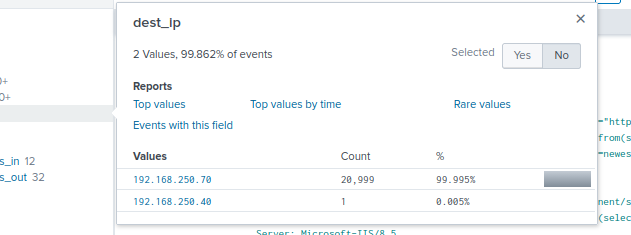 dest_ip ×
2 Values, 99.862% of events Selected Yes No
Reports
Top values Top values by time Rare values
Events with this field
Values Count %
192.168.250.70 20,999 99.995%
192.168.250.40 1 0.005%
0+
0+
s_in 12
s_out 32
="http
from(s
=newes
nent/s
(selec
Server: Microsoft-IIS/8.5